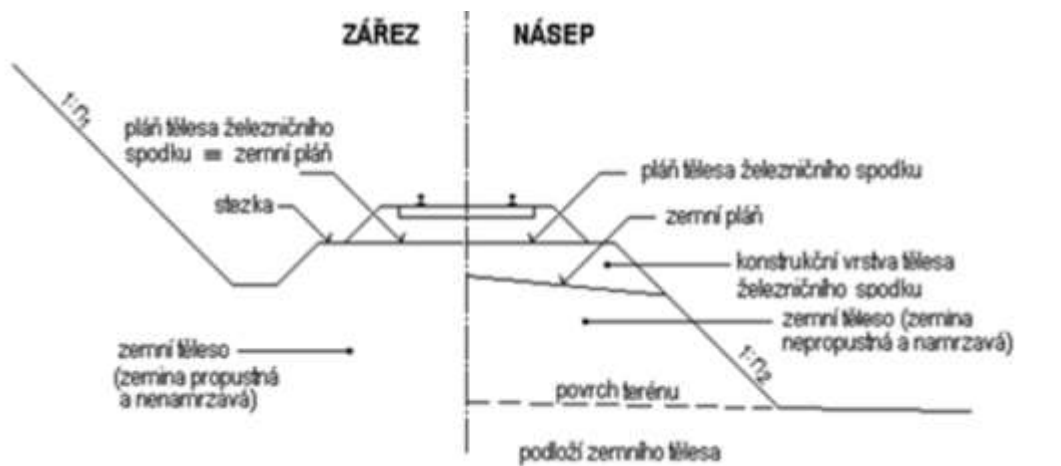 ZÁŘEZ
NÁSEP
1:n₁
pláň tělesa železničního
spodku ≡ zemní pláň
stezka
pláň tělesa železničního spodku
zemní pláň
konstrukční vrstva tělesa
železničního spodku
zemní těleso (zemina
nepropustná a namrzavá)
zemní těleso
(zemina propustná
a nenamrzavá)
1:n₂
povrch terénu
podloží zemního tělesa